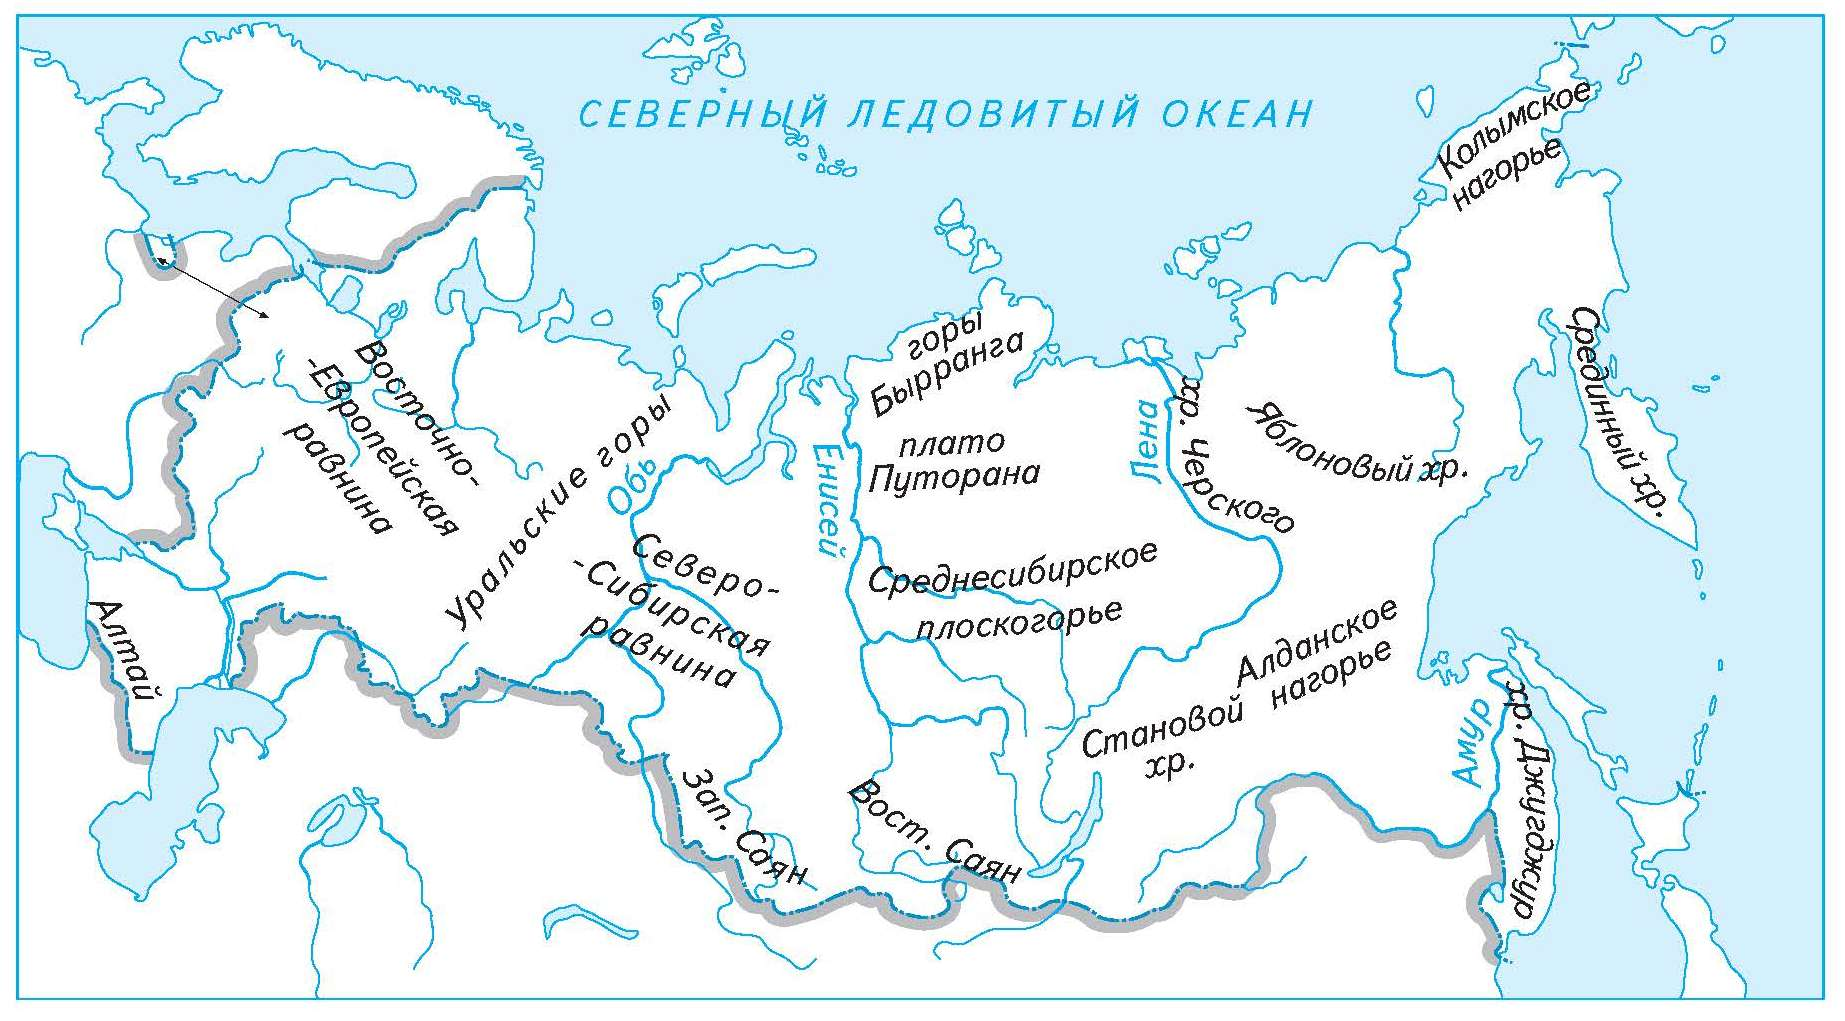 СЕВЕРНЫЙ ЛЕДОВИТЫЙ ОКЕАН
Колымское
нагорье
Восточно-
-Европейская
равнина
Уральские горы
Обь
Северо-
-Сибирская
равнина
Енисей
горы
Бырранга
плато
Путорана
Среднесибирское
плоскогорье
Лена
хр. Черского
Яблоновый хр.
Срединный хр.
Алтай
Алданское
нагорье
Становой
хр.
Амур
хр. Джугджур
Зап. Саян
Вост. Саян